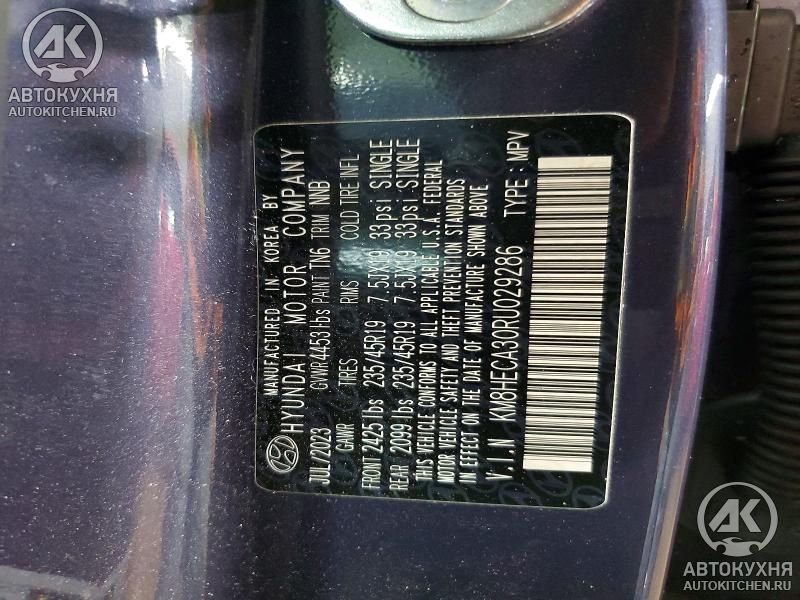 AK
АВТОКУХНЯ
AUTOKITCHEN.RU
MANUFACTURED IN KOREA BY
HYUNDAI MOTOR COMPANY
JUL/2023 GVWR4453lbs PAINT TN6 TRIM NNB
GAWR TIRES RIMS COLD TIRE INFL
FRONT 2425 lbs 235/45R19 7.5JX19 33psi SINGLE
REAR 2099 lbs 235/45R19 7.5JX19 33psi SINGLE
THIS VEHICLE CONFORMS TO ALL APPLICABLE U.S.A. FEDERAL
MOTOR VEHICLE SAFETY AND THEFT PREVENTION STANDARDS
IN EFFECT ON THE DATE OF MANUFACTURE SHOWN ABOVE.
V.I.N KM8HECA30RU029286 TYPE : MPV
AK
АВТОКУХНЯ
AUTOKITCHEN.RU